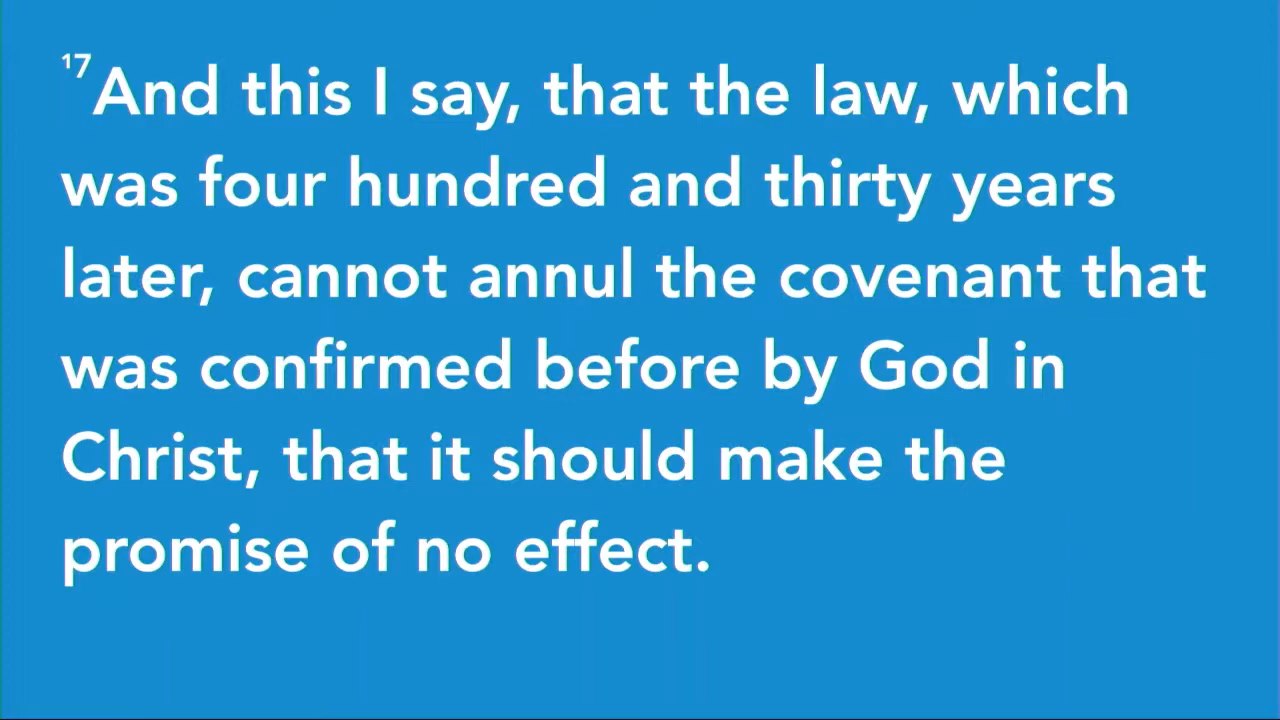 17And this I say, that the law, which
was four hundred and thirty years
later, cannot annul the covenant that
was confirmed before by God in
Christ, that it should make the
promise of no effect.